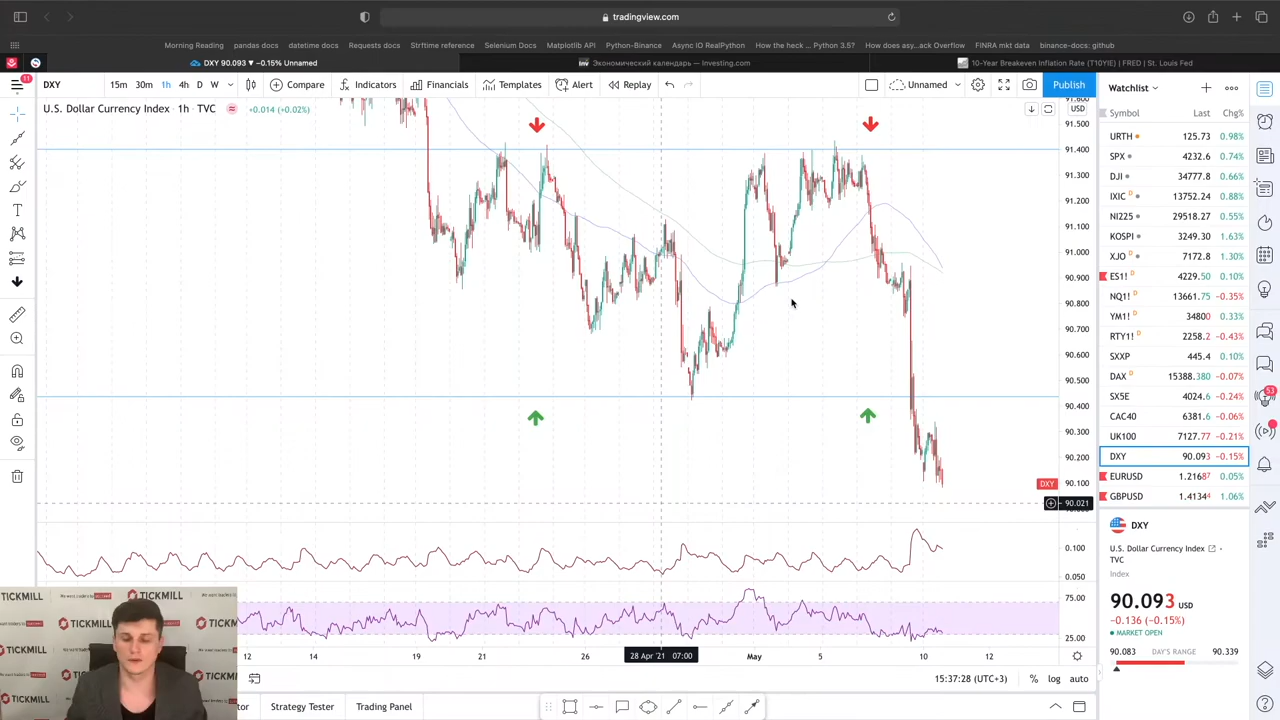 tradingview.com
Morning Reading pandas docs datetime docs Requests docs Strftime reference Selenium Docs Matplotlib API Python-Binance Async IO RealPython How the heck ... Python 3.5? How does asy...ack Overflow FINRA mkt data binance-docs: github
DXY 90.093 ▼ −0.15% Unnamed
Экономический календарь — Investing.com
10-Year Breakeven Inflation Rate (T10YIE) | FRED | St. Louis Fed
11
DXY 15m 30m 1h 4h D W Compare Indicators Financials Templates Alert Replay Unnamed Publish
U.S. Dollar Currency Index · 1h · TVC +0.014 (+0.02%)
USD
91.500
91.400
91.300
91.200
91.100
91.000
90.900
90.800
90.700
90.600
90.500
90.400
90.300
90.200
90.100
DXY
90.021
0.100
0.050
75.00
25.00
12 14 19 21 26 28 Apr '21 07:00 May 5 10 12
15:37:28 (UTC+3) % log auto
tor Strategy Tester Trading Panel
Watchlist
Symbol Last Chg%
URTH 125.73 0.98%
SPX 4232.6 0.74%
DJI 34777.8 0.66%
IXIC D 13752.24 0.88%
NI225 29518.27 0.55%
KOSPI 3249.30 1.63%
XJO D 7172.8 1.30%
ES1! D 4229.50 0.10%
NQ1! D 13661.75 −0.35%
YM1! D 34800 0.33%
RTY1! D 2258.2 −0.43%
SXXP 445.4 0.10%
DAX D 15388.380 −0.07%
SX5E 4024.6 −0.24%
CAC40 6381.6 −0.06%
UK100 7127.77 −0.21%
DXY 90.093 −0.15%
EURUSD 1.21687 0.05%
GBPUSD 1.41344 1.06%
53
DXY
U.S. Dollar Currency Index · TVC
Index
90.093 USD
−0.136 (−0.15%)
MARKET OPEN
90.083 DAY'S RANGE 90.339
TICKMILL
TICKMILL
TICKMILL
TICKMILL
TICKMILL